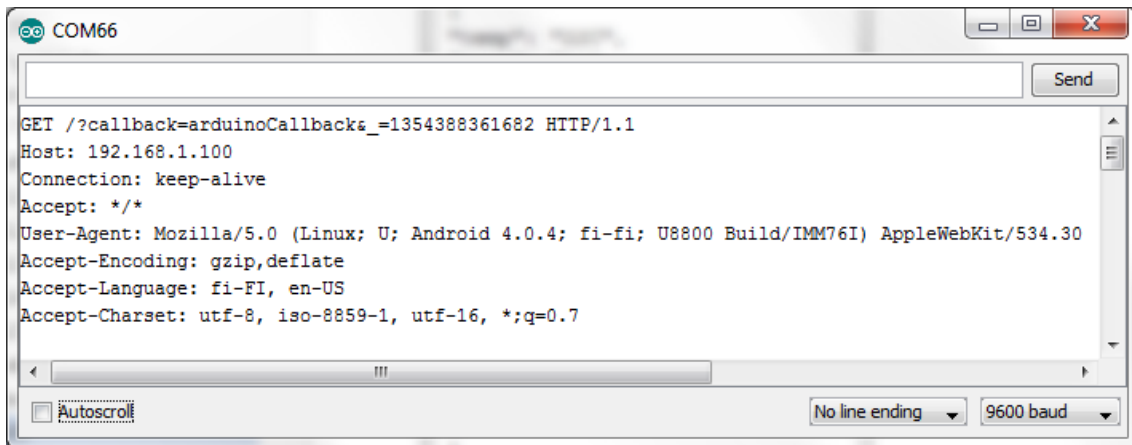 COM66
Send
GET /?callback=arduinoCallback&_=1354388361682 HTTP/1.1
Host: 192.168.1.100
Connection: keep-alive
Accept: */*
User-Agent: Mozilla/5.0 (Linux; U; Android 4.0.4; fi-fi; U8800 Build/IMM76I) AppleWebKit/534.30
Accept-Encoding: gzip,deflate
Accept-Language: fi-FI, en-US
Accept-Charset: utf-8, iso-8859-1, utf-16, *;q=0.7
Autoscroll
No line ending
9600 baud